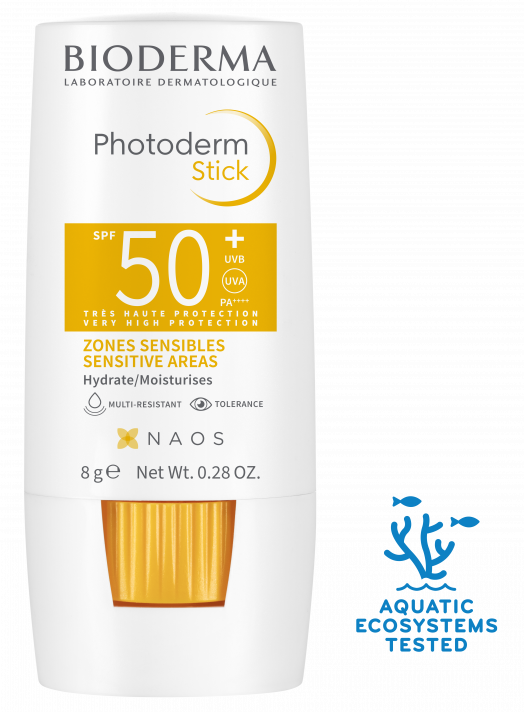 BIODERMA
LABORATOIRE DERMATOLOGIQUE
Photoderm
Stick
SPF 50+
UVB
UVA
PA++++
TRÈS HAUTE PROTECTION
VERY HIGH PROTECTION
ZONES SENSIBLES
SENSITIVE AREAS
Hydrate/Moisturises
MULTI-RESISTANT TOLERANCE
NAOS
8 g℮ Net Wt. 0.28 OZ.
AQUATIC
ECOSYSTEMS
TESTED